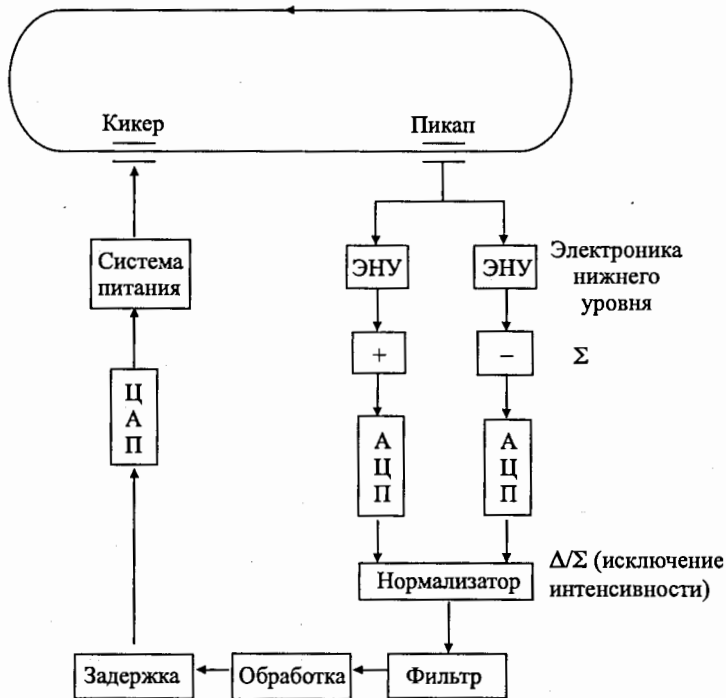 Кикер
Пикап
Система
питания
ЭНУ
ЭНУ
Электроника
нижнего
уровня
+
−
Σ
Ц
А
П
А
Ц
П
А
Ц
П
Нормализатор
Δ/Σ (исключение
интенсивности)
Задержка
Обработка
Фильтр